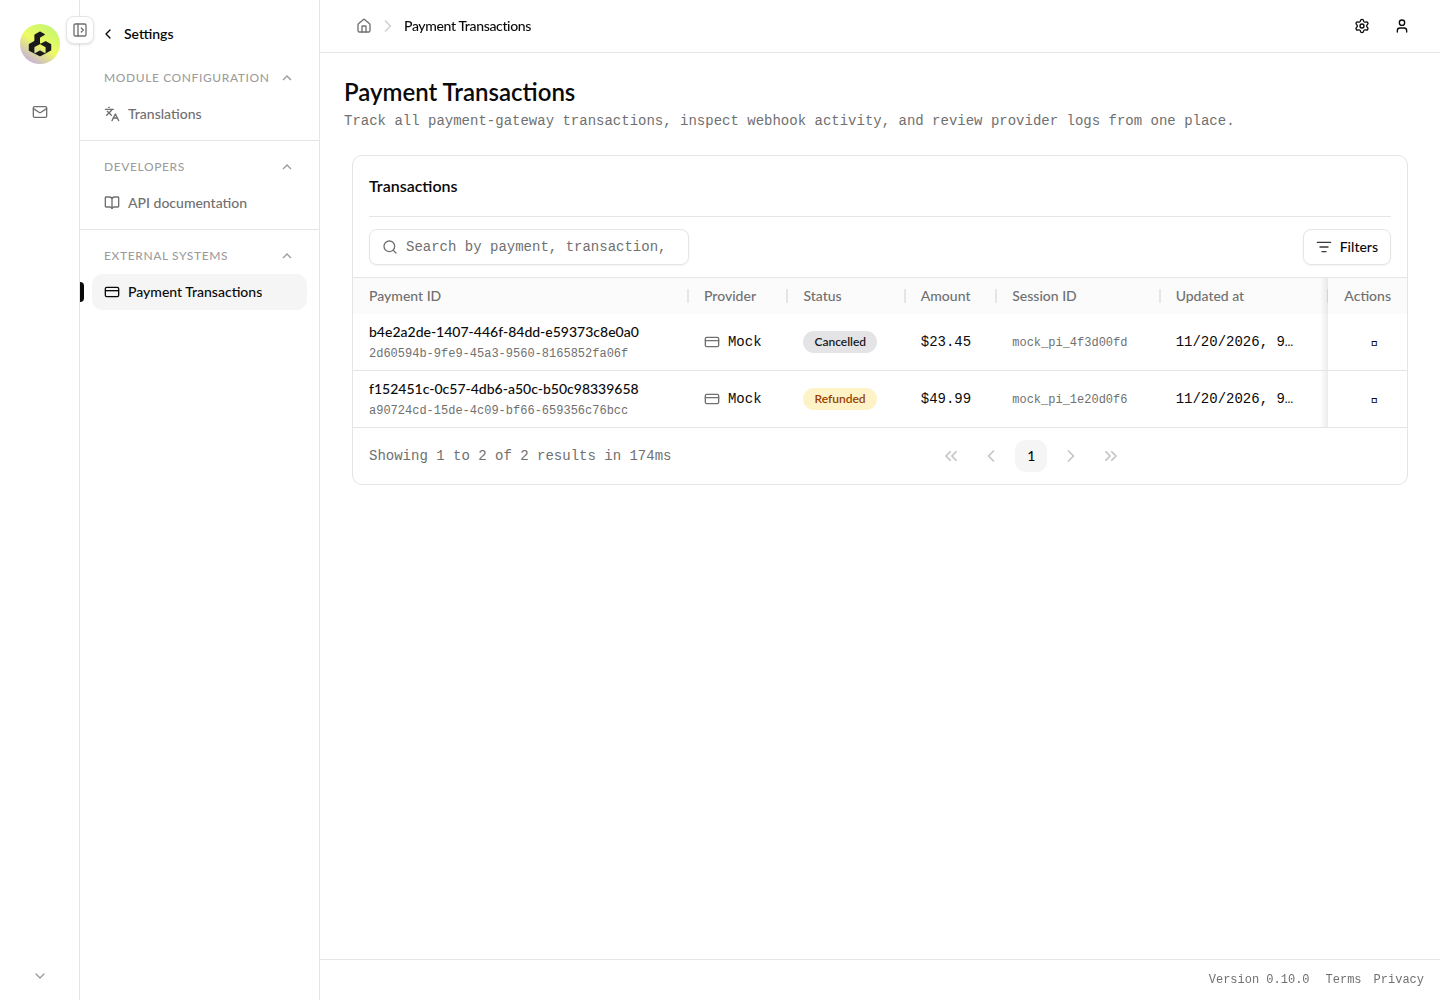 Settings
MODULE CONFIGURATION
Translations
DEVELOPERS
API documentation
EXTERNAL SYSTEMS
Payment Transactions
Payment Transactions
Payment Transactions
Track all payment-gateway transactions, inspect webhook activity, and review provider logs from one place.
Transactions
Search by payment, transaction,
Filters
Payment ID Provider Status Amount Session ID Updated at Actions
b4e2a2de-1407-446f-84dd-e59373c8e0a0
2d60594b-9fe9-45a3-9560-8165852fa06f
Mock Cancelled $23.45 mock_pi_4f3d00fd 11/20/2026, 9…
f152451c-0c57-4db6-a50c-b50c98339658
a90724cd-15de-4c09-bf66-659356c76bcc
Mock Refunded $49.99 mock_pi_1e20d0f6 11/20/2026, 9…
Showing 1 to 2 of 2 results in 174ms
1
Version 0.10.0 Terms Privacy